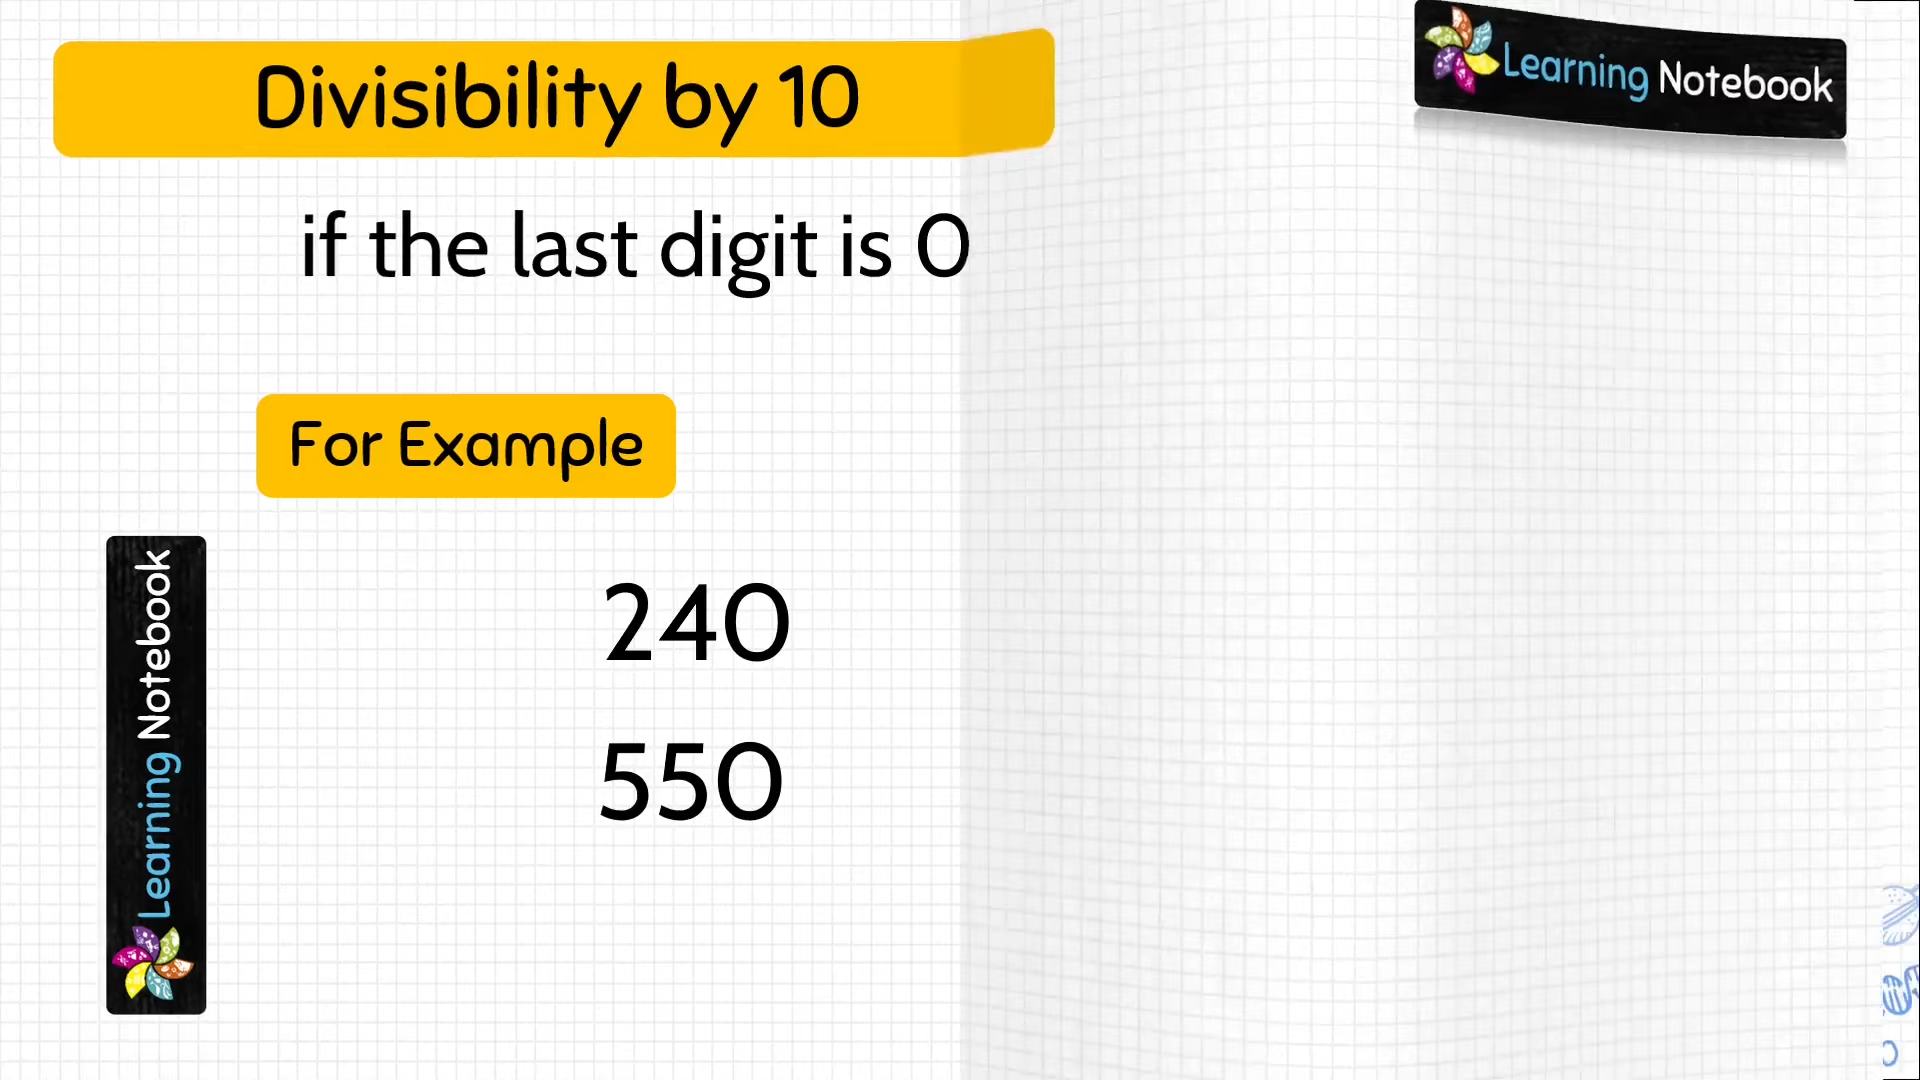 Divisibility by 10
Learning Notebook
if the last digit is 0
For Example
Learning Notebook
240
550